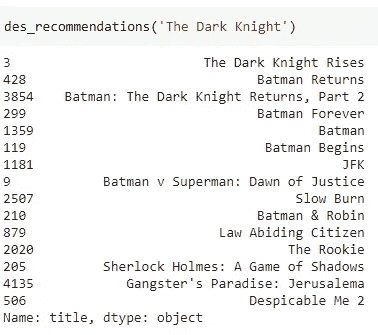 des_recommendations('The Dark Knight')
3 The Dark Knight Rises
428 Batman Returns
3854 Batman: The Dark Knight Returns, Part 2
299 Batman Forever
1359 Batman
119 Batman Begins
1181 JFK
9 Batman v Superman: Dawn of Justice
2507 Slow Burn
210 Batman & Robin
879 Law Abiding Citizen
2020 The Rookie
205 Sherlock Holmes: A Game of Shadows
4135 Gangster's Paradise: Jerusalema
506 Despicable Me 2
Name: title, dtype: object